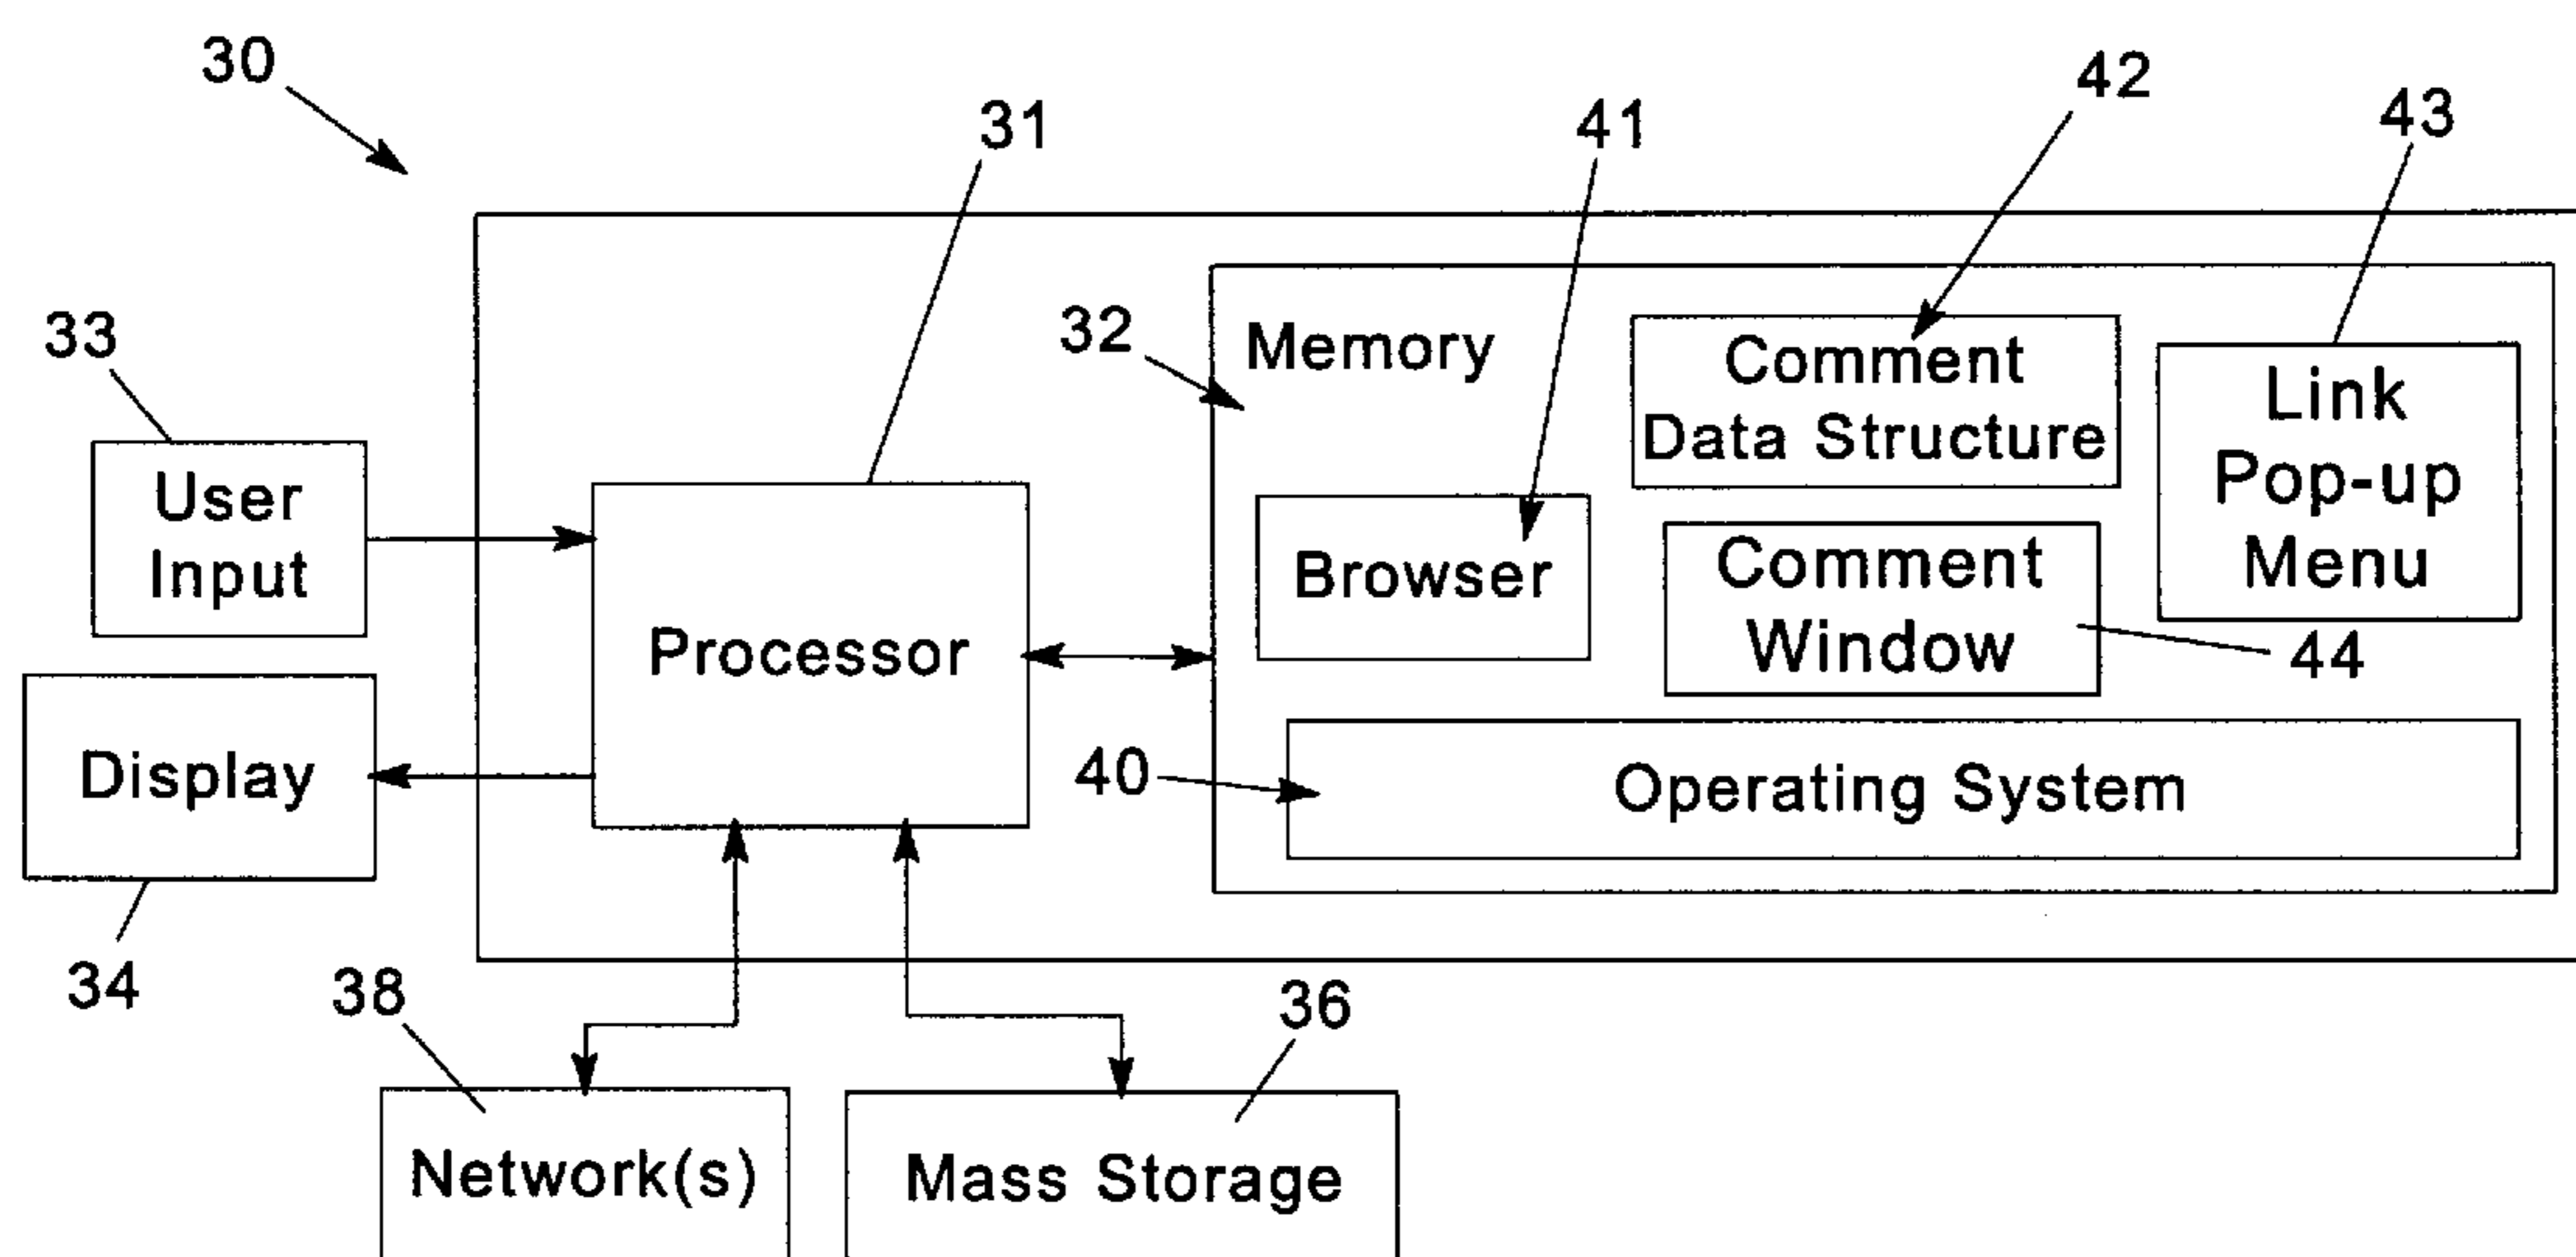 30
42
43
31
41
32
Memory
Comment
Data Structure
Link
Pop-up
Menu
33
User
Input
Browser
Comment
Window
44
Processor
Display
40
Operating System
34
38
36
Network(s)
Mass Storage